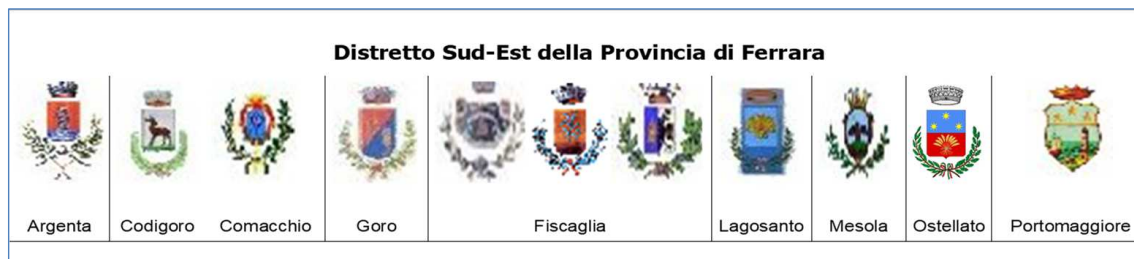 Distretto Sud-Est della Provincia di Ferrara
Argenta Codigoro Comacchio Goro Fiscaglia Lagosanto Mesola Ostellato Portomaggiore